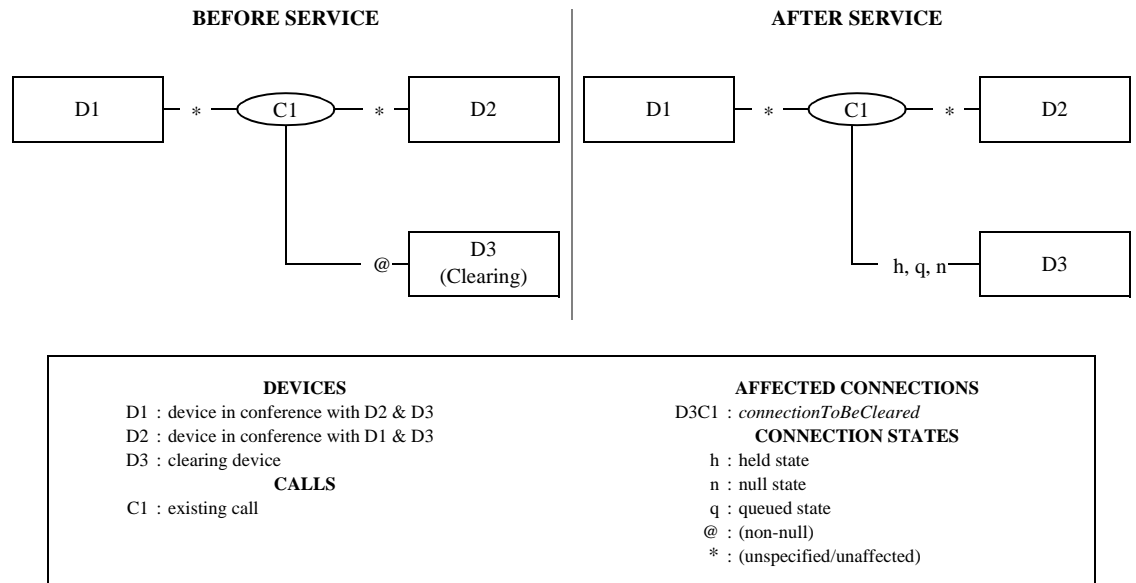 BEFORE SERVICE
D1
*
C1
*
D2
@
D3
(Clearing)
AFTER SERVICE
D1
*
C1
*
D2
h, q, n
D3
DEVICES
D1 : device in conference with D2 & D3
D2 : device in conference with D1 & D3
D3 : clearing device
CALLS
C1 : existing call
AFFECTED CONNECTIONS
D3C1 : connectionToBeCleared
CONNECTION STATES
h : held state
n : null state
q : queued state
@ : (non-null)
* : (unspecified/unaffected)